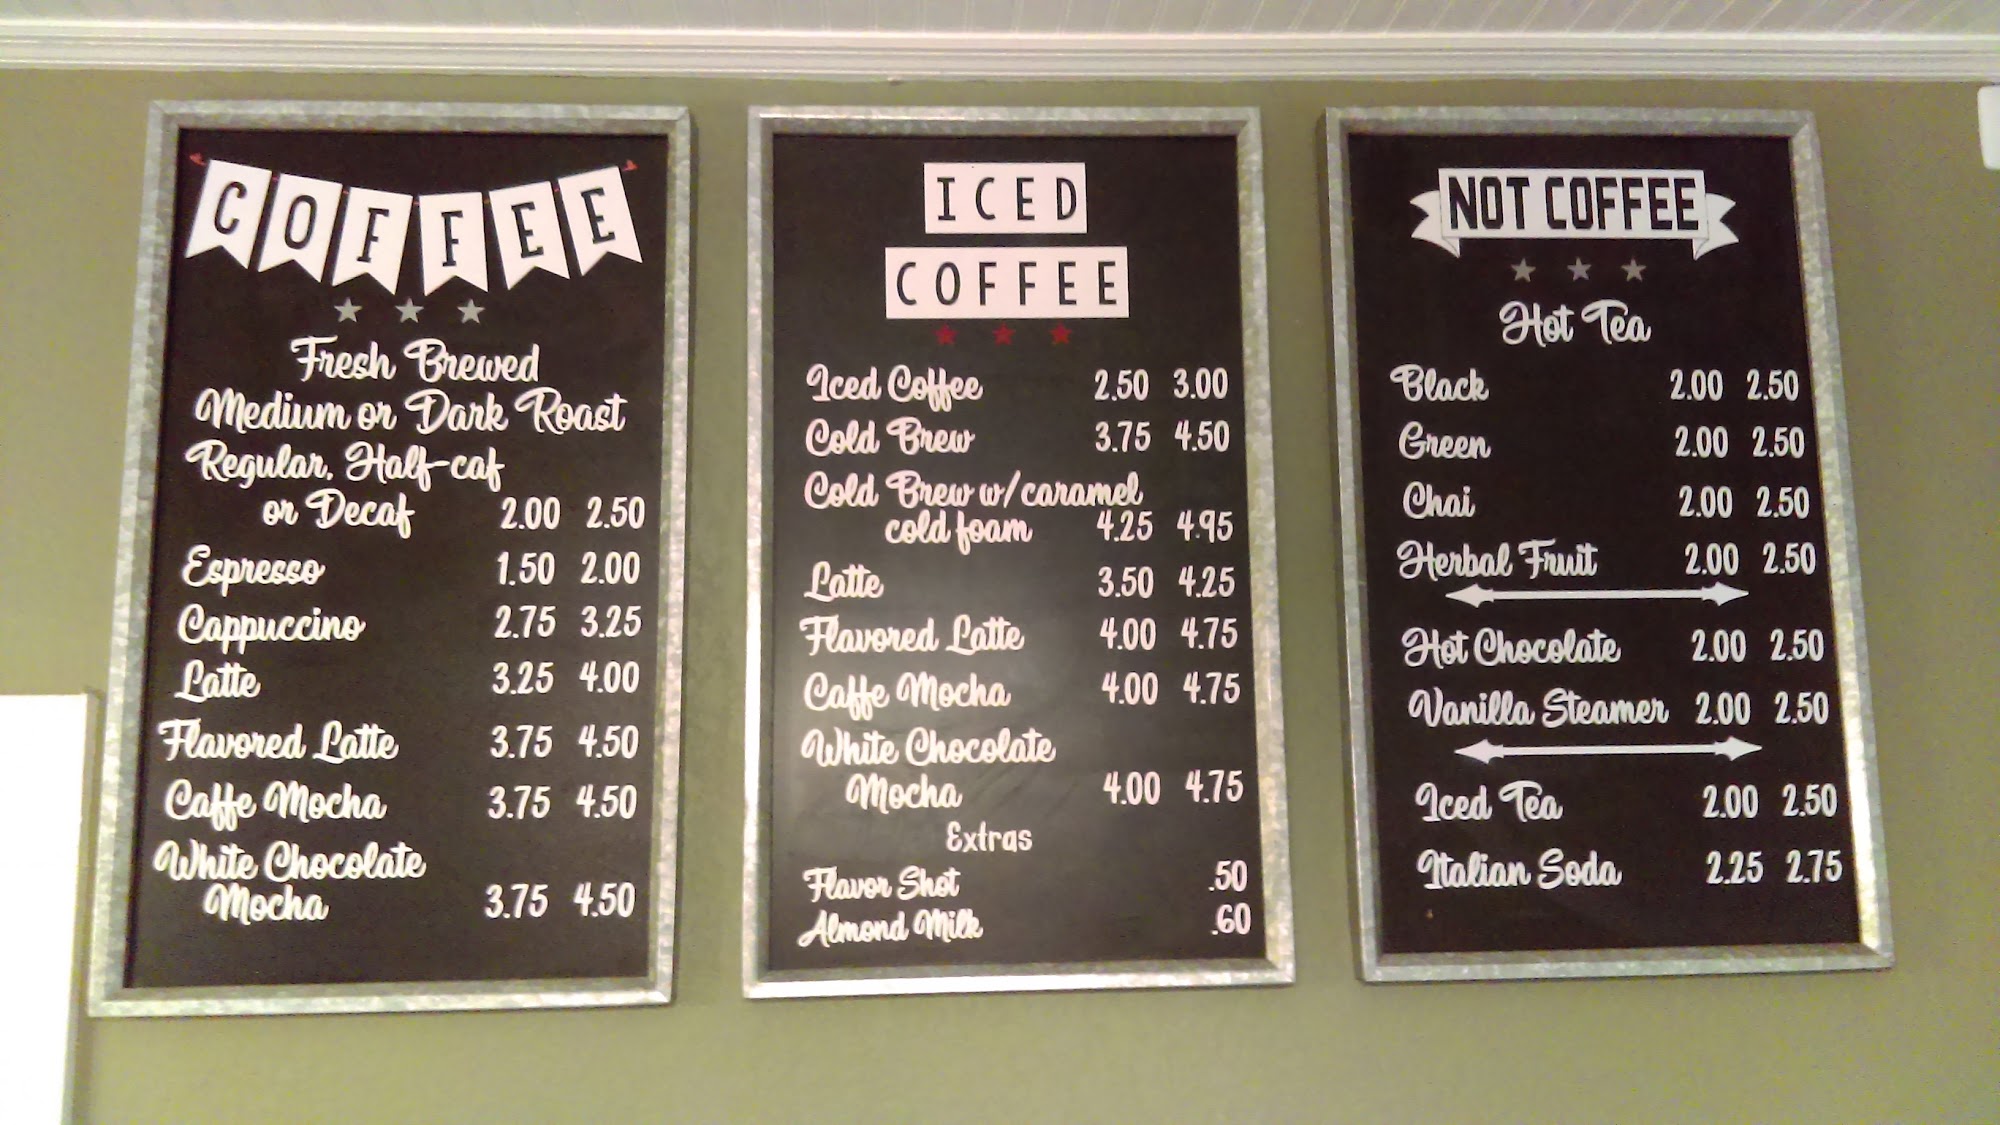 COFFEE
Fresh Brewed
Medium or Dark Roast
Regular, Half-caf
or Decaf 2.00 2.50
Espresso 1.50 2.00
Cappuccino 2.75 3.25
Latte 3.25 4.00
Flavored Latte 3.75 4.50
Caffe Mocha 3.75 4.50
White Chocolate
Mocha 3.75 4.50
ICED
COFFEE
Iced Coffee 2.50 3.00
Cold Brew 3.75 4.50
Cold Brew w/caramel
cold foam 4.25 4.95
Latte 3.50 4.25
Flavored Latte 4.00 4.75
Caffe Mocha 4.00 4.75
White Chocolate
Mocha 4.00 4.75
Extras
Flavor Shot .50
Almond Milk .60
NOT COFFEE
Hot Tea
Black 2.00 2.50
Green 2.00 2.50
Chai 2.00 2.50
Herbal Fruit 2.00 2.50
Hot Chocolate 2.00 2.50
Vanilla Steamer 2.00 2.50
Iced Tea 2.00 2.50
Italian Soda 2.25 2.75